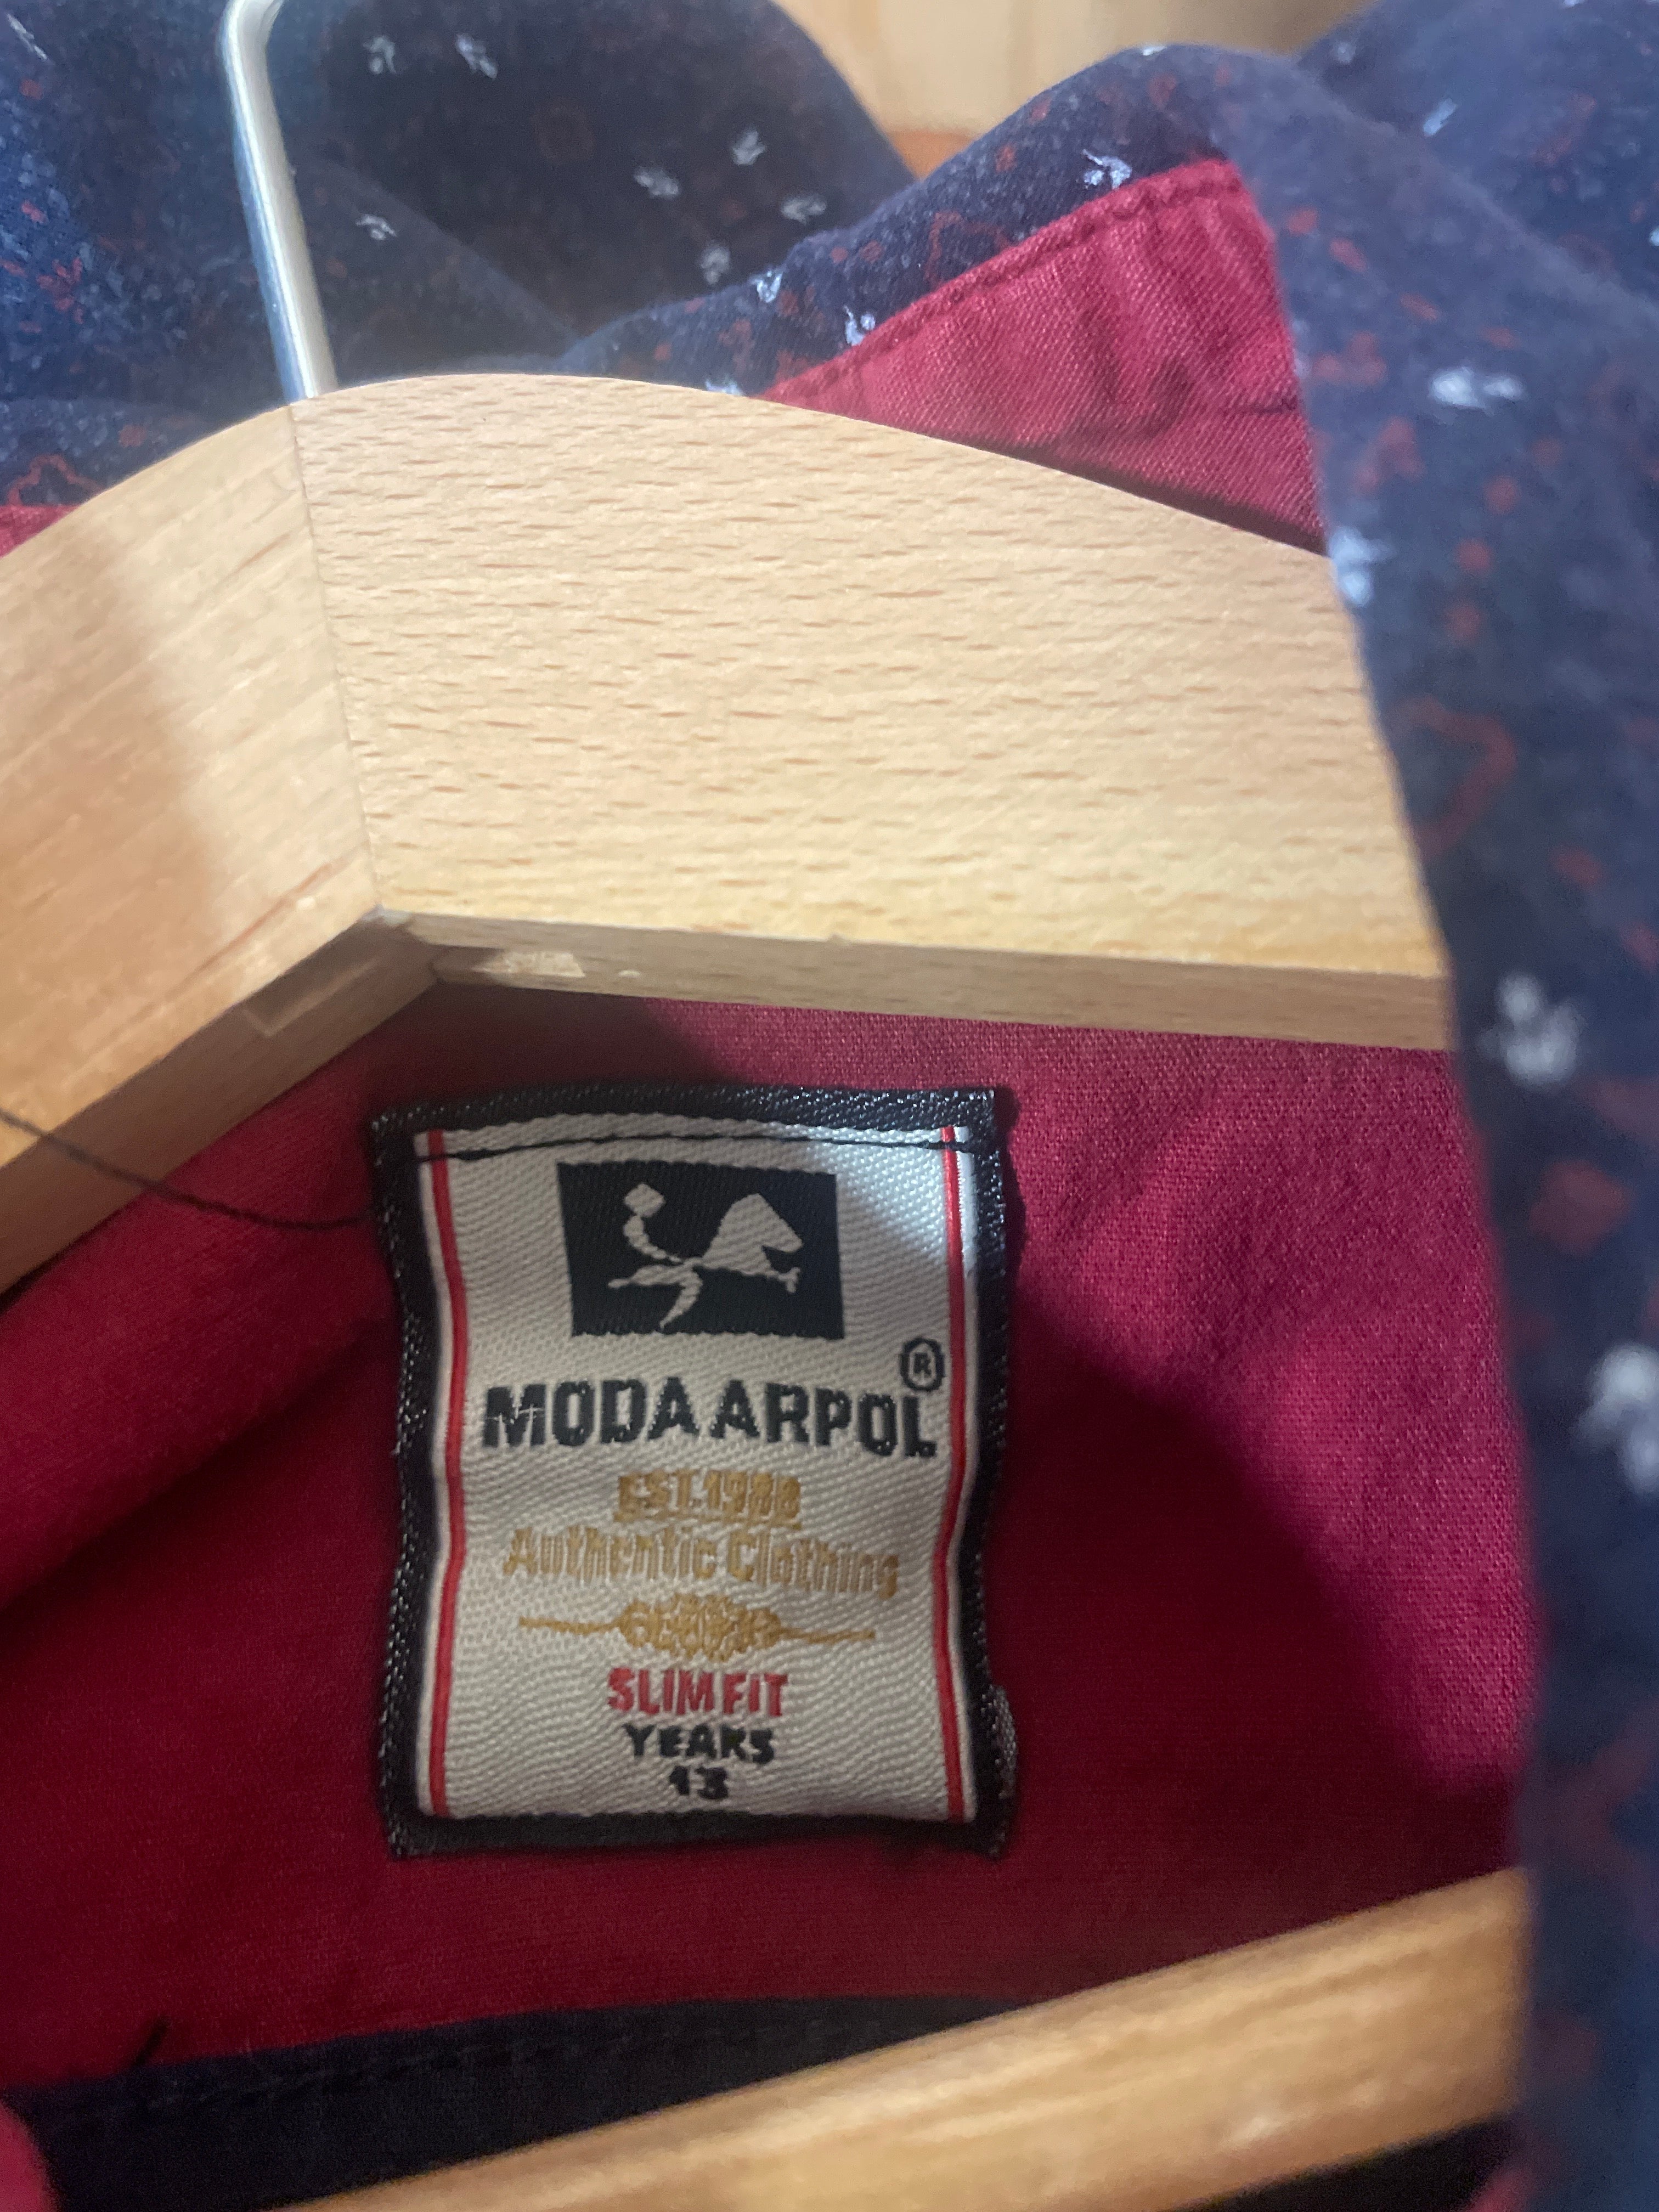 ®
MODA ARPOL
EST.1988
Authentic Clothing
SLIM FIT
YEARS
13